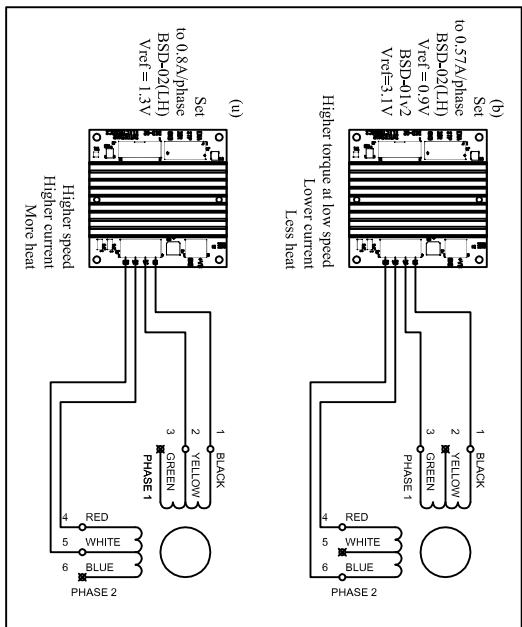 (u)
Set
to 0.8A/phase
BSD-02(LH)
Vref = 1.3V
Higher speed
Higher current
More heat
1
BLACK
2
YELLOW
3
GREEN
PHASE 1
4
RED
5
WHITE
6
BLUE
PHASE 2
(b)
Set
to 0.57A/phase
BSD-02(LH)
Vref = 0.9V
BSD-01v2
Vref=3.1V
Higher torque at low speed
Lower current
Less heat
1
BLACK
2
YELLOW
3
GREEN
PHASE 1
4
RED
5
WHITE
6
BLUE
PHASE 2